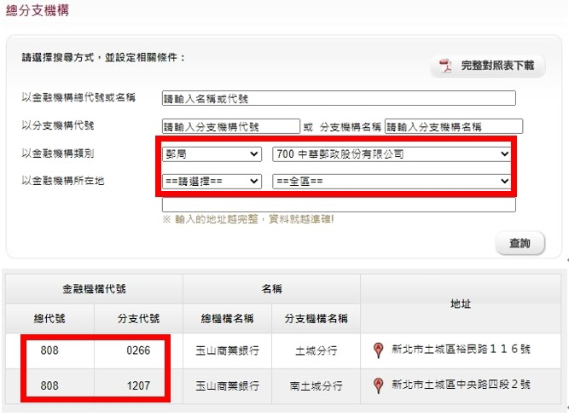 總分支機構
請選擇搜尋方式，並設定相關條件：
完整對照表下載
以金融機構總代號或名稱 請輸入名稱或代號
以分支機構代號 請輸入分支機構代號 或 分支機構名稱 請輸入分支機構名稱
以金融機構類別 郵局 700 中華郵政股份有限公司
以金融機構所在地 ==請選擇== ==全區==
※ 輸入的地址越完整，資料就越準確!
查詢
金融機構代號 名稱 地址
總代號 分支代號 總機構名稱 分支機構名稱
808 0266 玉山商業銀行 土城分行 新北市土城區裕民路１１６號
808 1207 玉山商業銀行 南土城分行 新北市土城區中央路四段２號